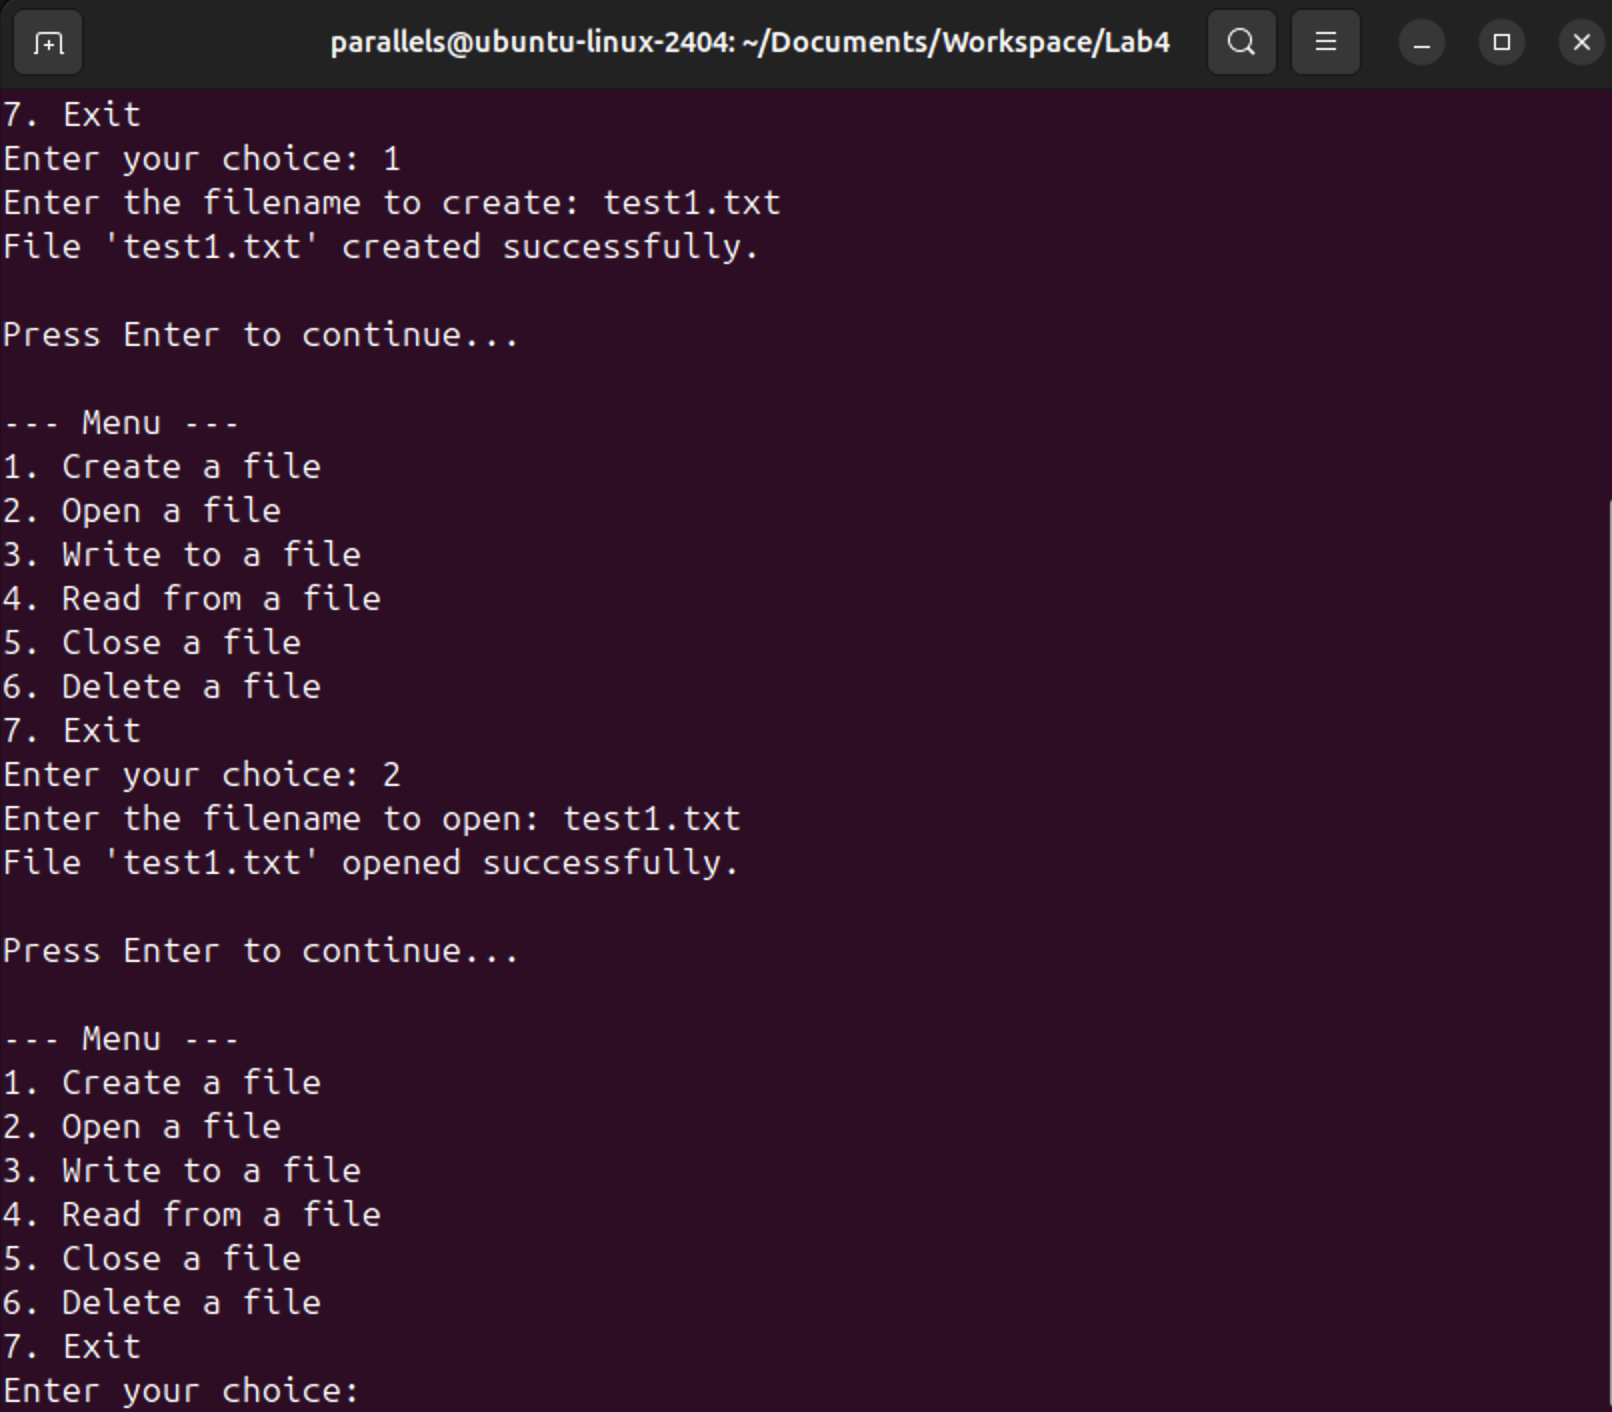 parallels@ubuntu-linux-2404: ~/Documents/Workspace/Lab4
7. Exit
Enter your choice: 1
Enter the filename to create: test1.txt
File 'test1.txt' created successfully.
Press Enter to continue...
--- Menu ---
1. Create a file
2. Open a file
3. Write to a file
4. Read from a file
5. Close a file
6. Delete a file
7. Exit
Enter your choice: 2
Enter the filename to open: test1.txt
File 'test1.txt' opened successfully.
Press Enter to continue...
--- Menu ---
1. Create a file
2. Open a file
3. Write to a file
4. Read from a file
5. Close a file
6. Delete a file
7. Exit
Enter your choice: